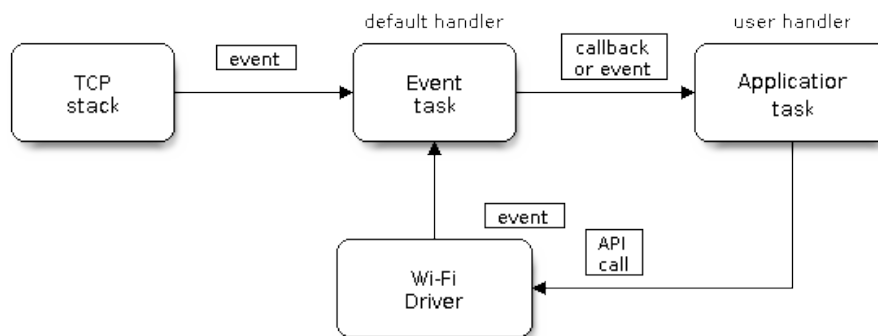 default handler
user handler
event
callback
or event
TCP
stack
Event
task
Application
task
event
API
call
Wi-Fi
Driver